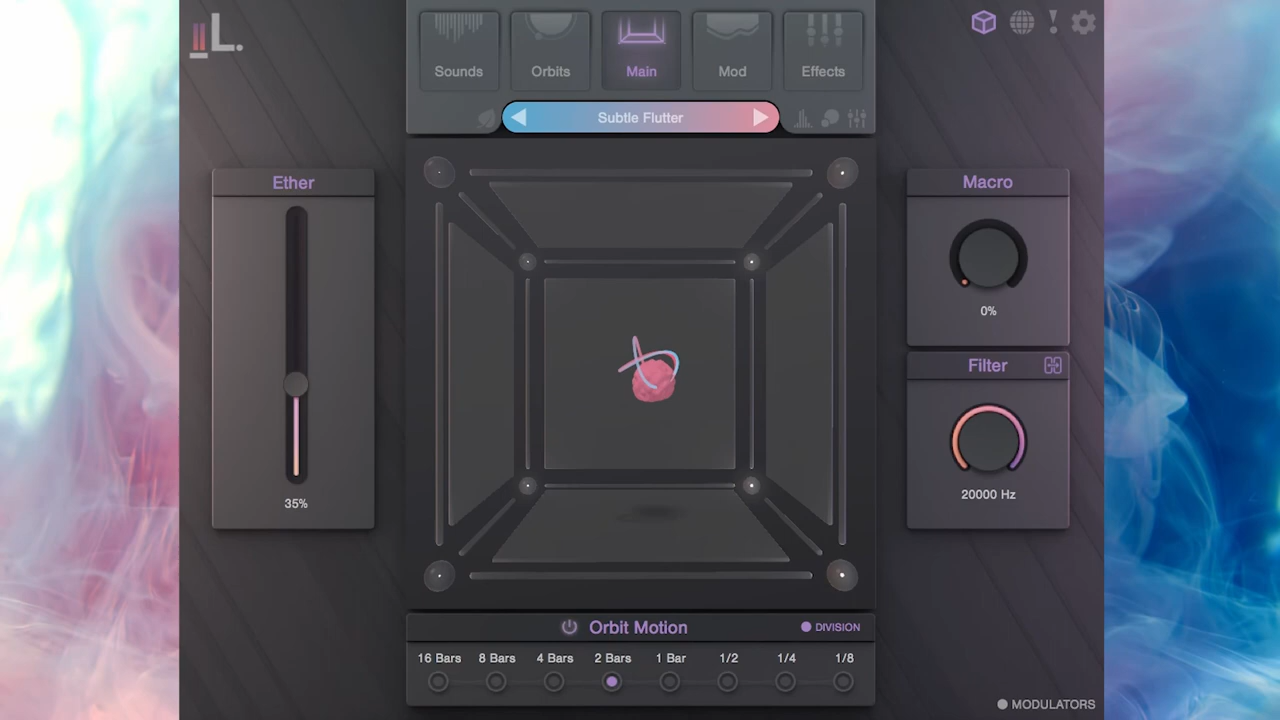 L.
Sounds
Orbits
Main
Mod
Effects
Subtle Flutter
Ether
35%
Macro
0%
Filter
20000 Hz
Orbit Motion
DIVISION
16 Bars 8 Bars 4 Bars 2 Bars 1 Bar 1/2 1/4 1/8
MODULATORS